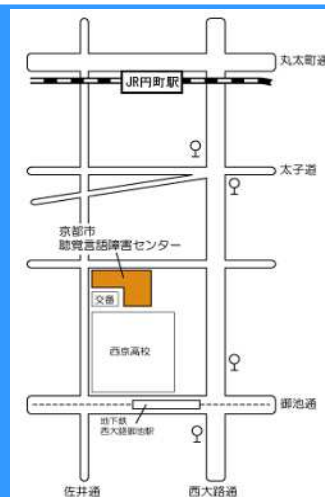 丸太町通
JR円町駅
太子道
京都市
聴覚言語障害センター
交番
西京高校
御池通
地下鉄
西大路御池駅
佐井通
西大路通